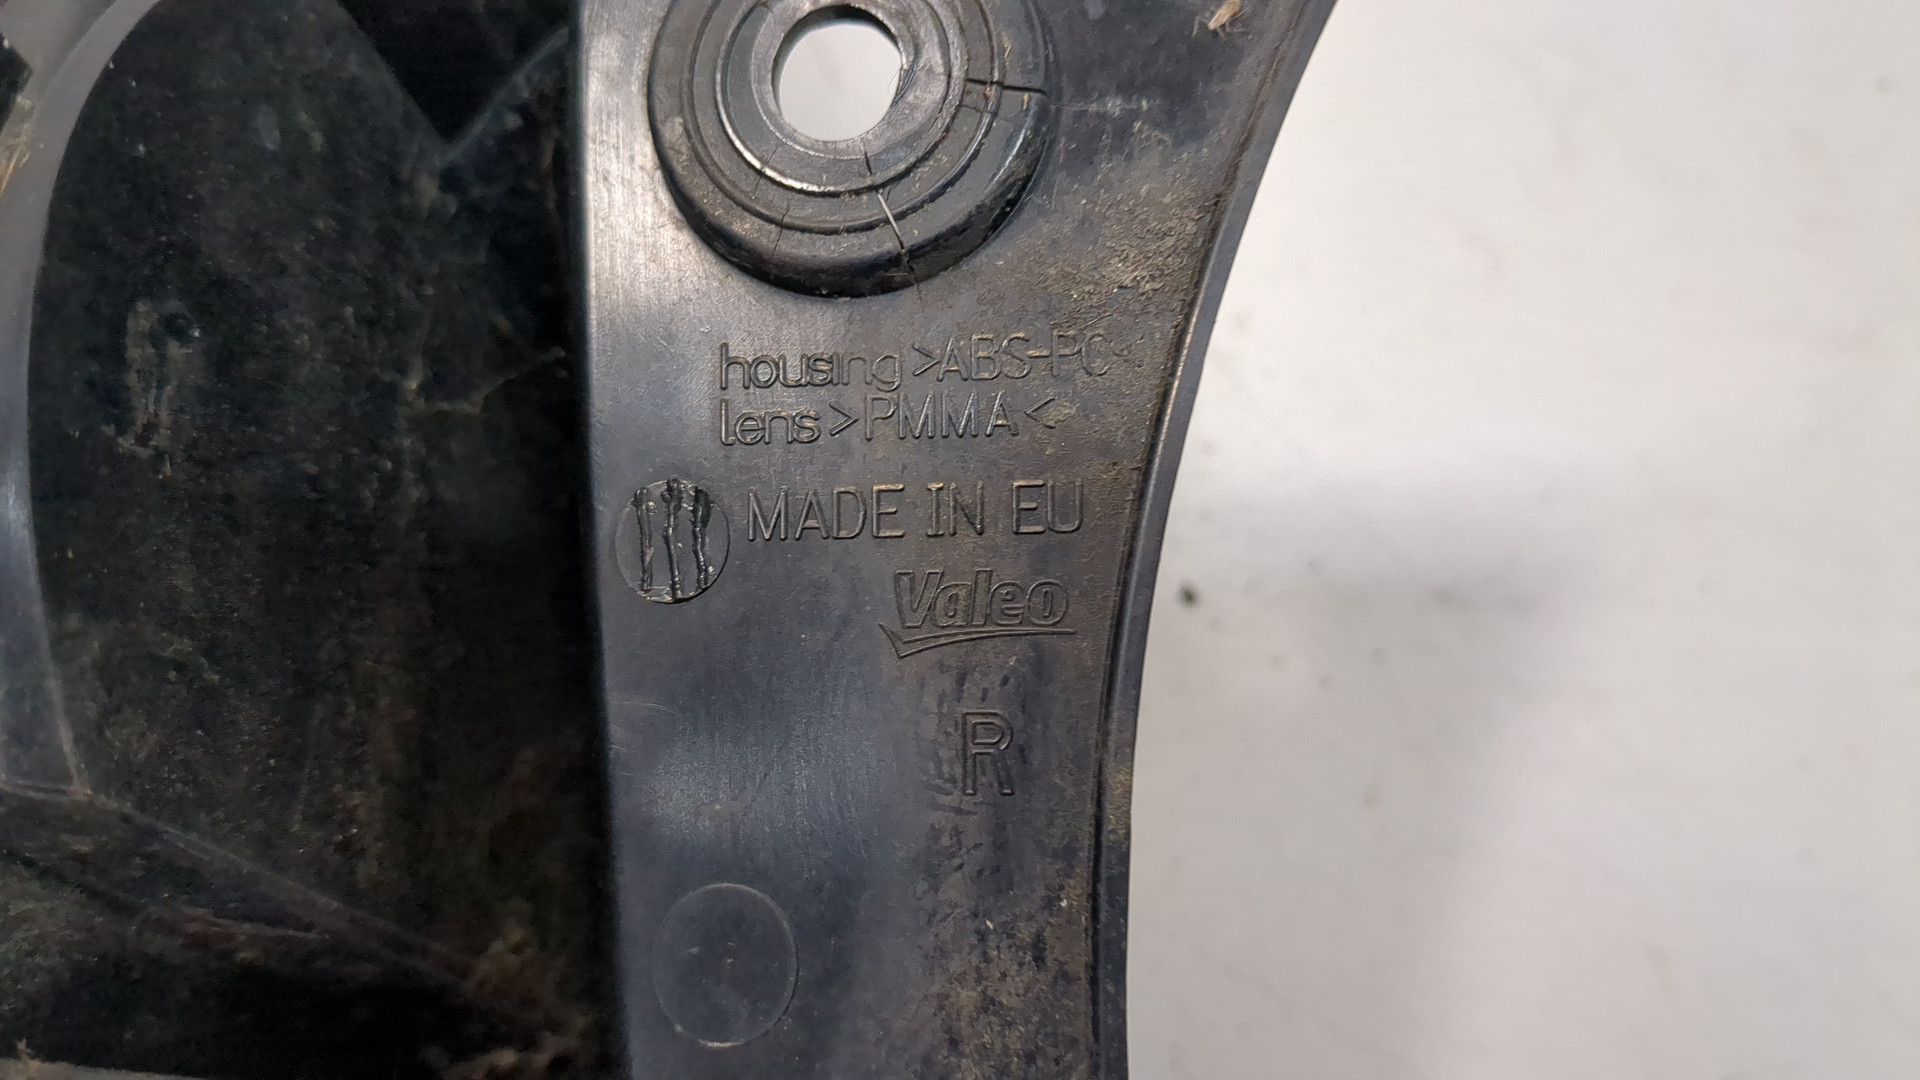 housing >ABS-PC<
lens >PMMA<
MADE IN EU
Valeo
R